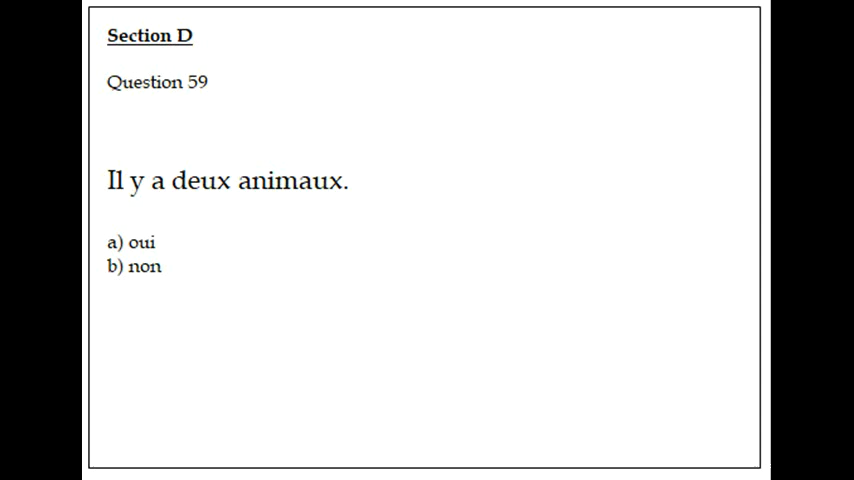 Section D
Question 59
Il y a deux animaux.
a) oui
b) non